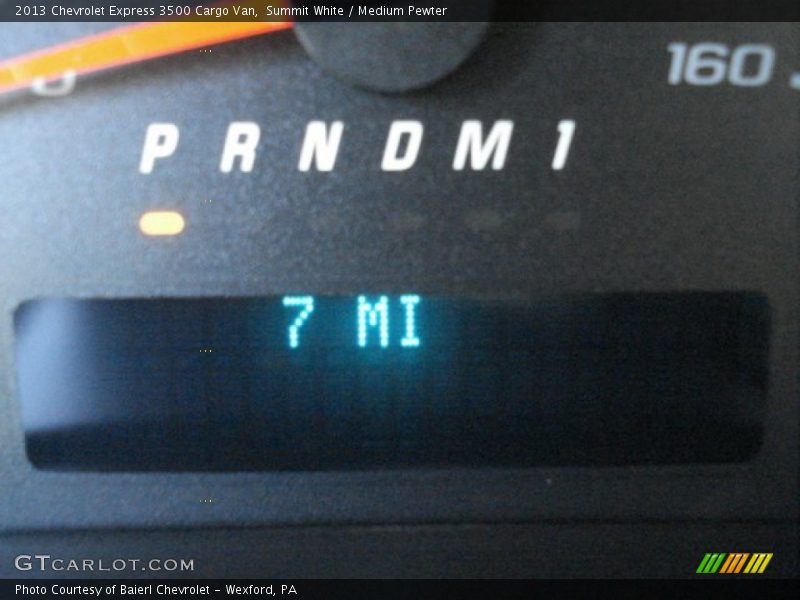 2013 Chevrolet Express 3500 Cargo Van, Summit White / Medium Pewter
0
160
P R N D M 1
7 MI
GTCARLOT.COM
Photo Courtesy of Baierl Chevrolet - Wexford, PA